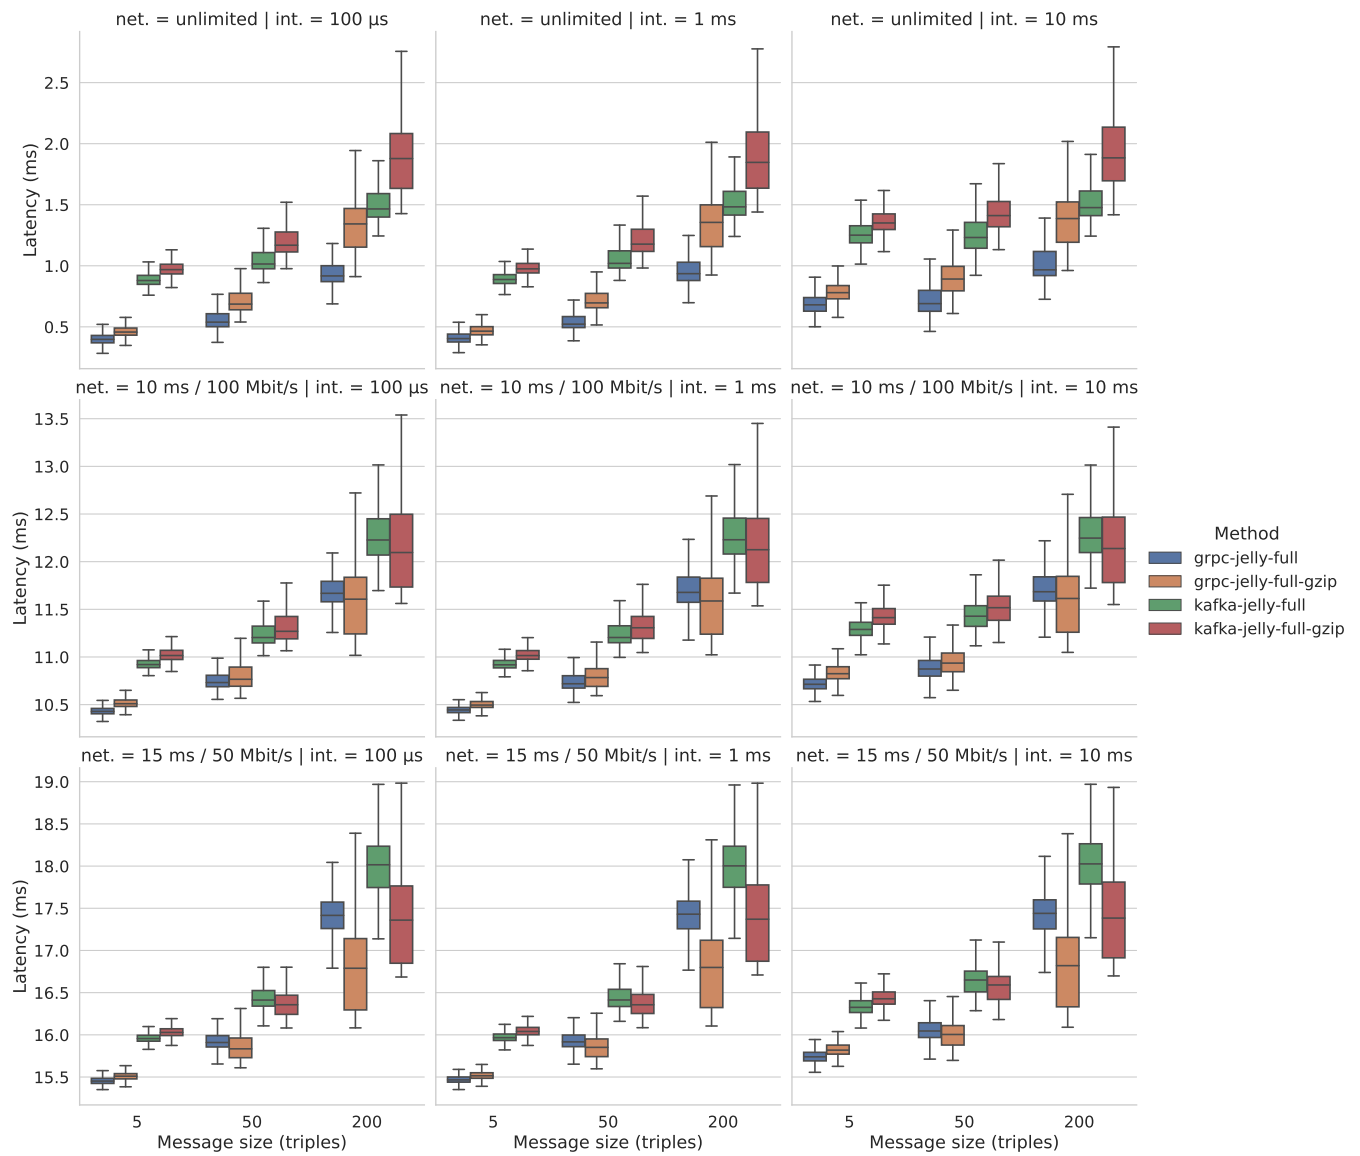 net. = unlimited | int. = 100 µs
net. = unlimited | int. = 1 ms
net. = unlimited | int. = 10 ms
Latency (ms)
2.5
2.0
1.5
1.0
0.5
net. = 10 ms / 100 Mbit/s | int. = 100 µs
net. = 10 ms / 100 Mbit/s | int. = 1 ms
net. = 10 ms / 100 Mbit/s | int. = 10 ms
Latency (ms)
13.5
13.0
12.5
12.0
11.5
11.0
10.5
Method
grpc-jelly-full
grpc-jelly-full-gzip
kafka-jelly-full
kafka-jelly-full-gzip
net. = 15 ms / 50 Mbit/s | int. = 100 µs
net. = 15 ms / 50 Mbit/s | int. = 1 ms
net. = 15 ms / 50 Mbit/s | int. = 10 ms
Latency (ms)
19.0
18.5
18.0
17.5
17.0
16.5
16.0
15.5
5 50 200
5 50 200
5 50 200
Message size (triples)
Message size (triples)
Message size (triples)